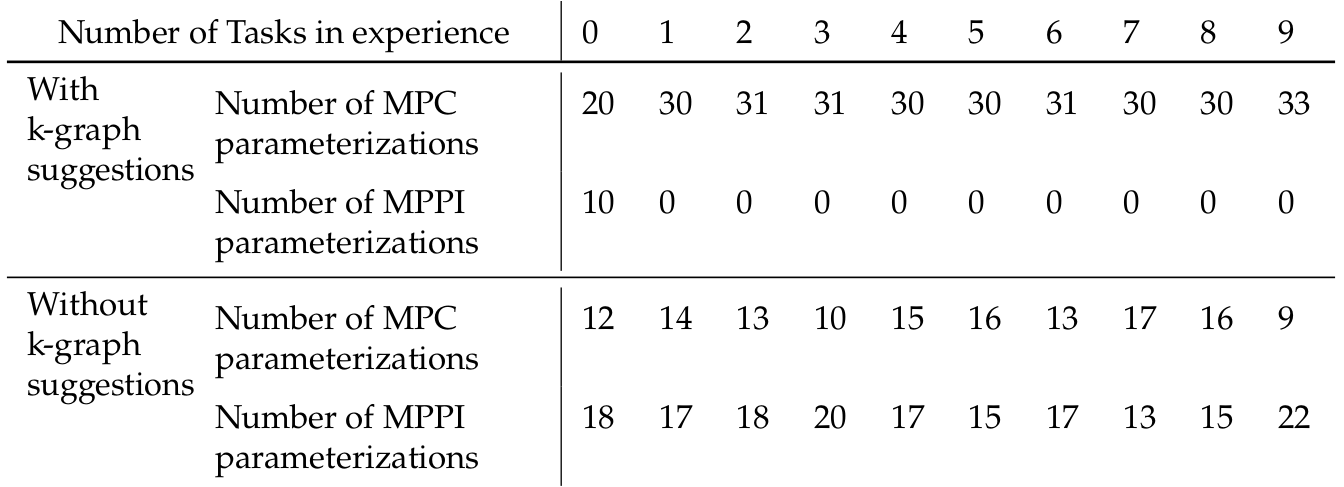 Number of Tasks in experience 0 1 2 3 4 5 6 7 8 9
With
k-graph
suggestions
Number of MPC
parameterizations
20 30 31 31 30 30 31 30 30 33
Number of MPPI
parameterizations
10 0 0 0 0 0 0 0 0 0
Without
k-graph
suggestions
Number of MPC
parameterizations
12 14 13 10 15 16 13 17 16 9
Number of MPPI
parameterizations
18 17 18 20 17 15 17 13 15 22